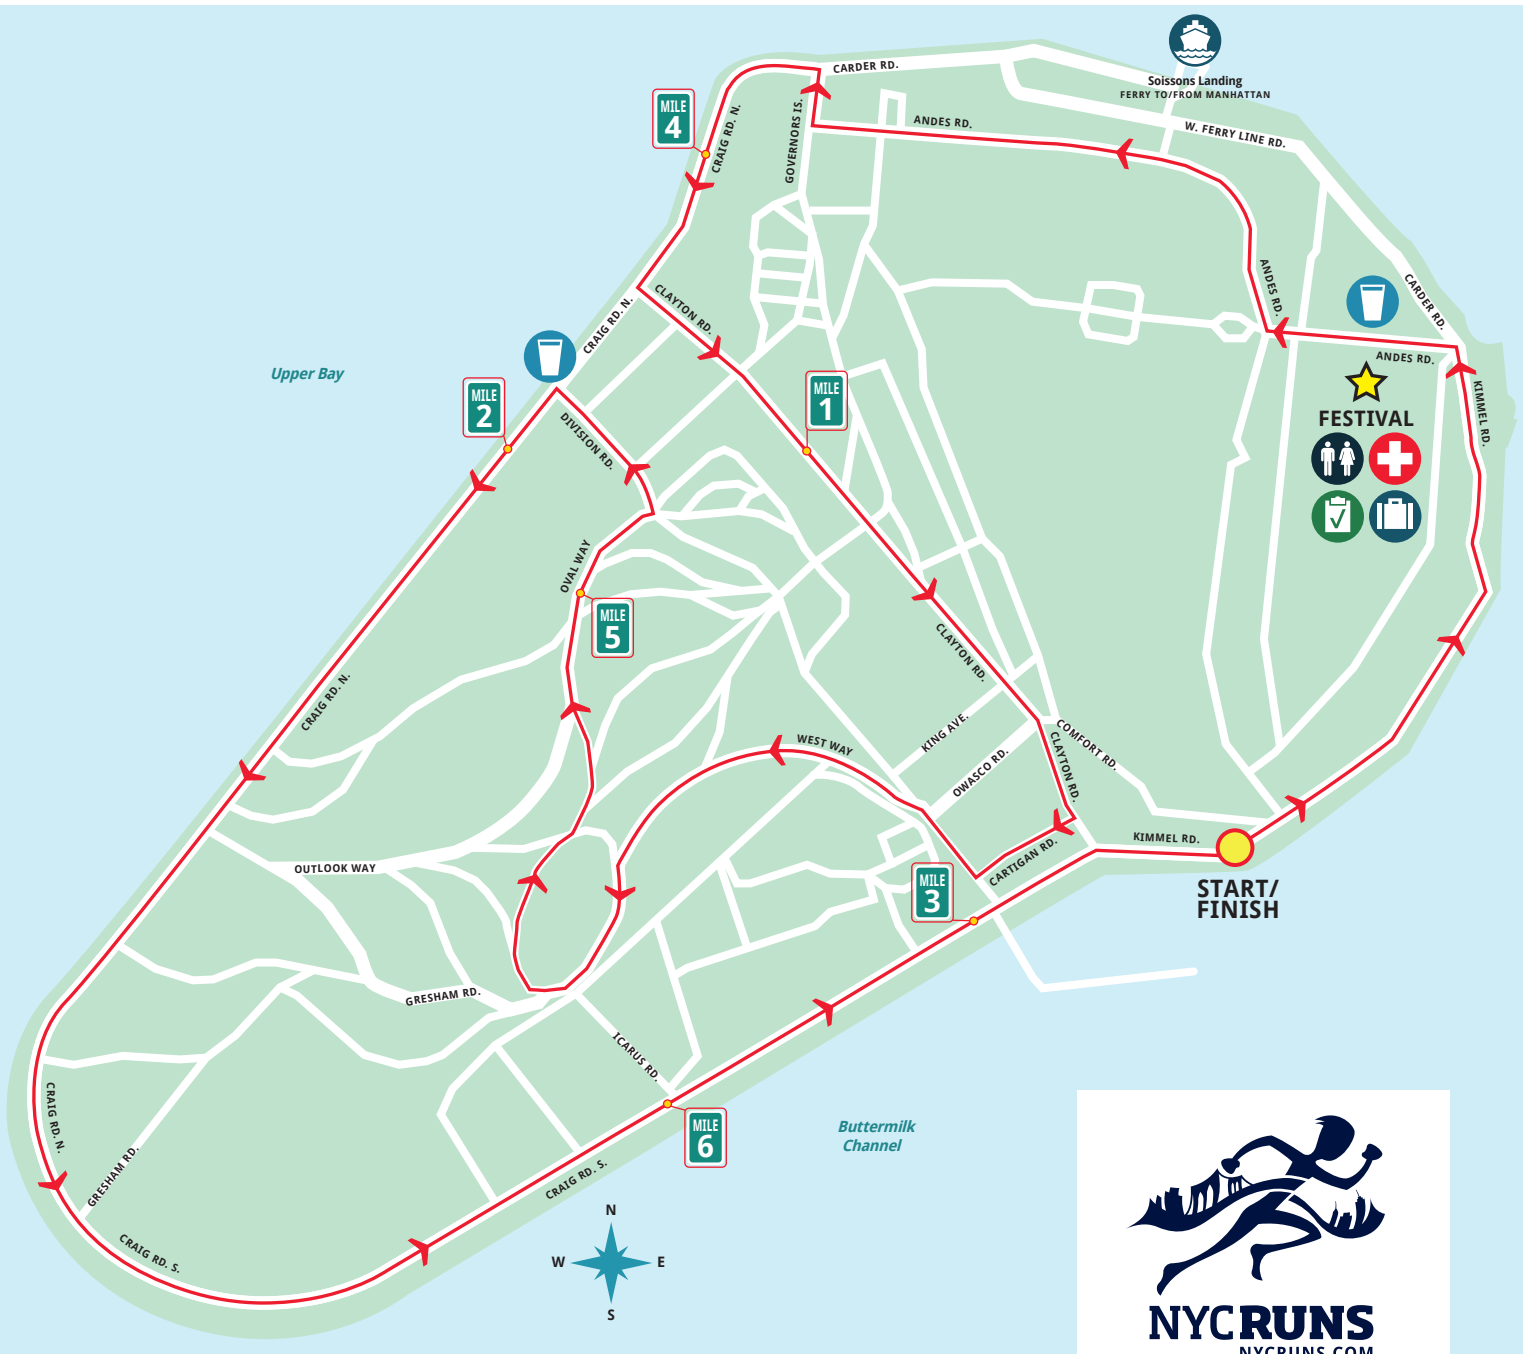 Soissons Landing
FERRY TO/FROM MANHATTAN
CARDER RD.
MILE
4
CRAIG RD. N.
GOVERNORS IS.
ANDES RD.
W. FERRY LINE RD.
ANDES RD.
CARDER RD.
CLAYTON RD.
CRAIG RD. N.
ANDES RD.
Upper Bay
MILE
2
MILE
1
FESTIVAL
KIMMEL RD.
DIVISION RD.
OVAL WAY
MILE
5
CLAYTON RD.
CRAIG RD. N.
KING AVE.
WEST WAY
COMFORT RD.
OWASCO RD.
CLAYTON RD.
KIMMEL RD.
CARTIGAN RD.
OUTLOOK WAY
MILE
3
START/
FINISH
GRESHAM RD.
ICARUS RD.
CRAIG RD. N.
MILE
6
Buttermilk
Channel
GRESHAM RD.
CRAIG RD. S.
CRAIG RD. S.
N
W
E
S
NYCRUNS
NYCRUNS.COM